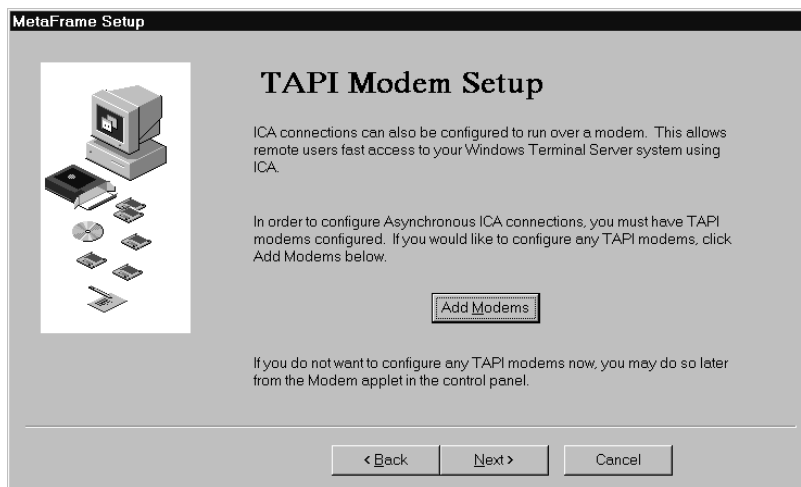 MetaFrame Setup
TAPI Modem Setup
ICA connections can also be configured to run over a modem. This allows
remote users fast access to your Windows Terminal Server system using
ICA.
In order to configure Asynchronous ICA connections, you must have TAPI
modems configured. If you would like to configure any TAPI modems, click
Add Modems below.
Add Modems
If you do not want to configure any TAPI modems now, you may do so later
from the Modem applet in the control panel.
< Back
Next >
Cancel